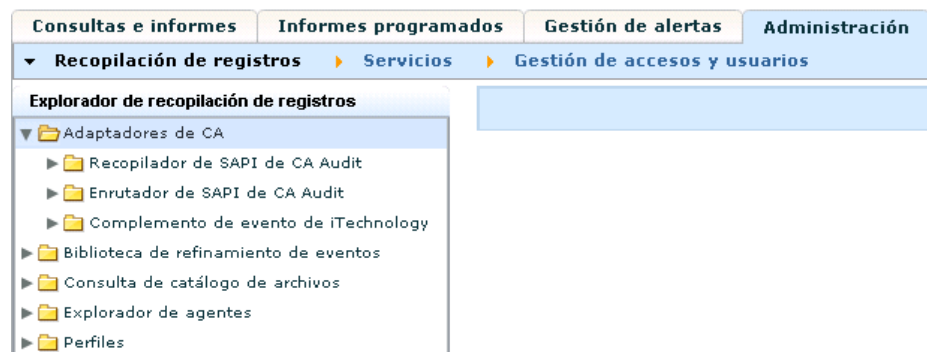 Consultas e informes Informes programados Gestión de alertas Administración
Recopilación de registros Servicios Gestión de accesos y usuarios
Explorador de recopilación de registros
Adaptadores de CA
Recopilador de SAPI de CA Audit
Enrutador de SAPI de CA Audit
Complemento de evento de iTechnology
Biblioteca de refinamiento de eventos
Consulta de catálogo de archivos
Explorador de agentes
Perfiles